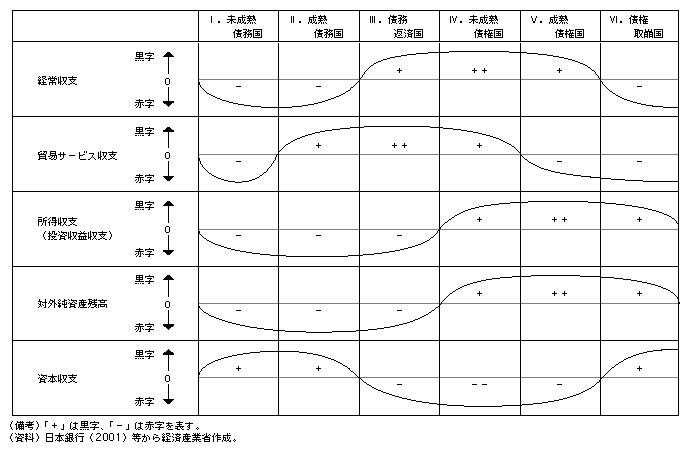 Ⅰ．未成熟 Ⅱ．成熟 Ⅲ．債務 Ⅳ．未成熟 Ⅴ．成熟 Ⅵ．債権
債務国 債務国 返済国 債権国 債権国 取崩国
黒字
経常収支 0 － － ＋ ＋＋ ＋ －
赤字
黒字
貿易サービス収支 0 － ＋ ＋＋ ＋ － －
赤字
黒字
所得収支
（投資収益収支） 0 － － － ＋ ＋＋ ＋
赤字
黒字
対外純資産残高 0 － － － ＋ ＋＋ ＋
赤字
黒字
資本収支 0 ＋ ＋ － －－ － ＋
赤字
（備考）「＋」は黒字、「－」は赤字を表す。
（資料）日本銀行（2001）等から経済産業省作成。